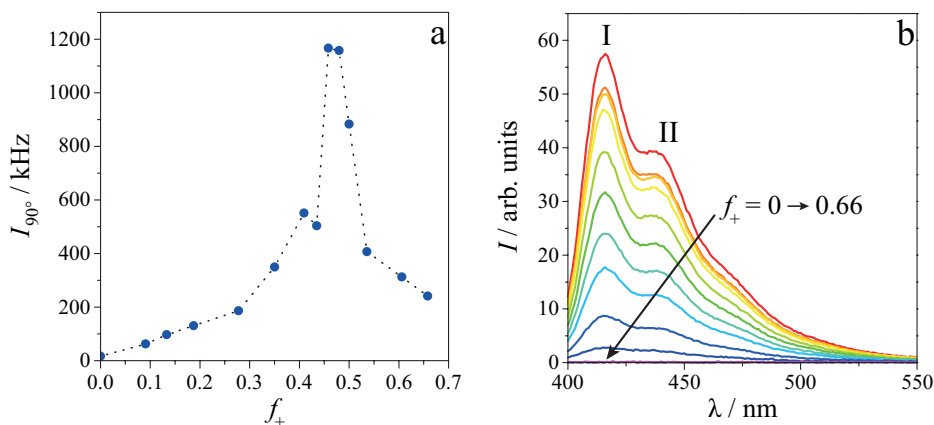 a
I₉₀° / kHz
1200
1000
800
600
400
200
0
0.0 0.1 0.2 0.3 0.4 0.5 0.6 0.7
f₊
b
I / arb. units
60
50
40
30
20
10
0
I
II
f₊ = 0 → 0.66
400 450 500 550
λ / nm